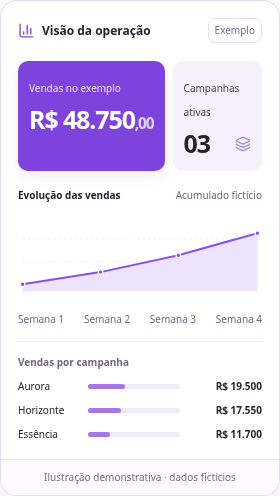 Visão da operação
Exemplo
Vendas no exemplo
R$ 48.750,00
Campanhas
ativas
03
Evolução das vendas
Acumulado fictício
Semana 1
Semana 2
Semana 3
Semana 4
Vendas por campanha
Aurora R$ 19.500
Horizonte R$ 17.550
Essência R$ 11.700
Ilustração demonstrativa · dados fictícios